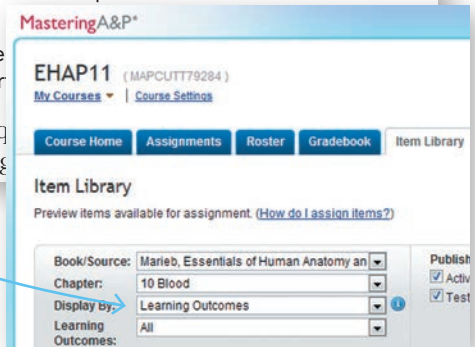 MasteringA&P*
EHAP11 (MAPCUTT79284)
My Courses | Course Settings
Course Home Assignments Roster Gradebook Item Library
Item Library
Preview items available for assignment. (How do I assign items?)
Book/Source: Marieb, Essentials of Human Anatomy an
Chapter: 10 Blood
Display By: Learning Outcomes
Learning Outcomes: All
Publish
Activ
Test